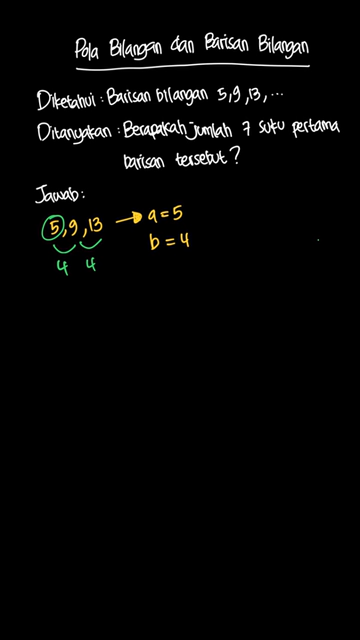 Pola Bilangan dan Barisan Bilangan
Diketahui : Barisan bilangan 5, 9, 13, ...
Ditanyakan : Berapakah jumlah 7 suku pertama
barisan tersebut ?
Jawab :
5, 9, 13 → a = 5
b = 4
4 4